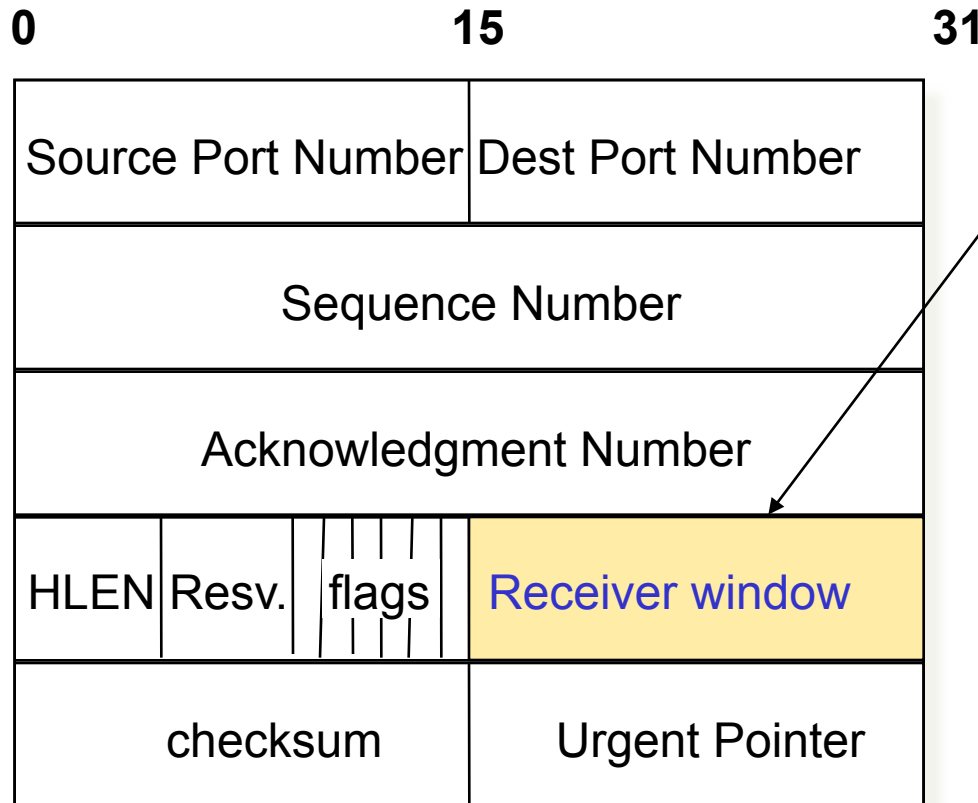 0 15 31
Source Port Number Dest Port Number
Sequence Number
Acknowledgment Number
HLEN Resv. flags Receiver window
checksum Urgent Pointer